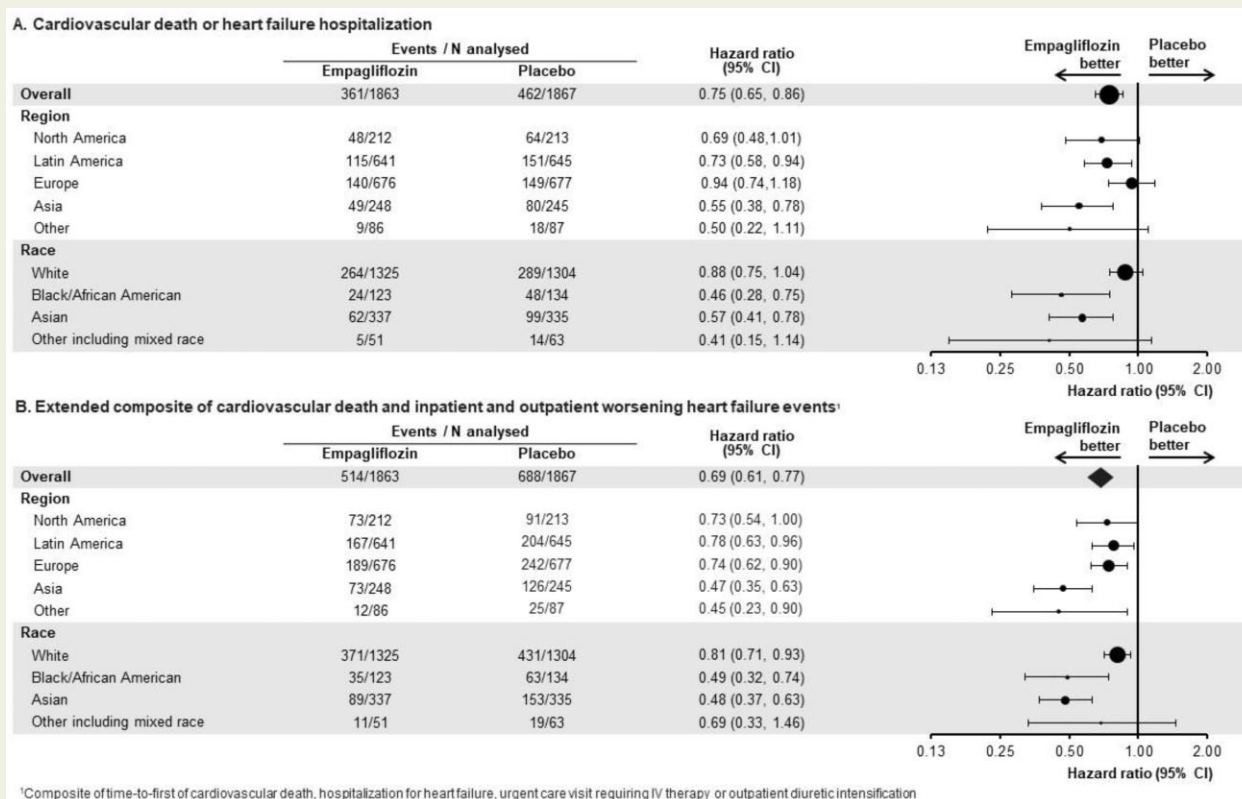 A. Cardiovascular death or heart failure hospitalization
Events / N analysed Hazard ratio (95% CI) Empagliflozin better Placebo better
Empagliflozin Placebo
Overall 361/1863 462/1867 0.75 (0.65, 0.86)
Region
North America 48/212 64/213 0.69 (0.48,1.01)
Latin America 115/641 151/645 0.73 (0.58, 0.94)
Europe 140/676 149/677 0.94 (0.74,1.18)
Asia 49/248 80/245 0.55 (0.38, 0.78)
Other 9/86 18/87 0.50 (0.22, 1.11)
Race
White 264/1325 289/1304 0.88 (0.75, 1.04)
Black/African American 24/123 48/134 0.46 (0.28, 0.75)
Asian 62/337 99/335 0.57 (0.41, 0.78)
Other including mixed race 5/51 14/63 0.41 (0.15, 1.14)
0.13 0.25 0.50 1.00 2.00
Hazard ratio (95% CI)
B. Extended composite of cardiovascular death and inpatient and outpatient worsening heart failure events¹
Events / N analysed Hazard ratio (95% CI) Empagliflozin better Placebo better
Empagliflozin Placebo
Overall 514/1863 688/1867 0.69 (0.61, 0.77)
Region
North America 73/212 91/213 0.73 (0.54, 1.00)
Latin America 167/641 204/645 0.78 (0.63, 0.96)
Europe 189/676 242/677 0.74 (0.62, 0.90)
Asia 73/248 126/245 0.47 (0.35, 0.63)
Other 12/86 25/87 0.45 (0.23, 0.90)
Race
White 371/1325 431/1304 0.81 (0.71, 0.93)
Black/African American 35/123 63/134 0.49 (0.32, 0.74)
Asian 89/337 153/335 0.48 (0.37, 0.63)
Other including mixed race 11/51 19/63 0.69 (0.33, 1.46)
0.13 0.25 0.50 1.00 2.00
Hazard ratio (95% CI)
¹Composite of time-to-first of cardiovascular death, hospitalization for heart failure, urgent care visit requiring IV therapy or outpatient diuretic intensification